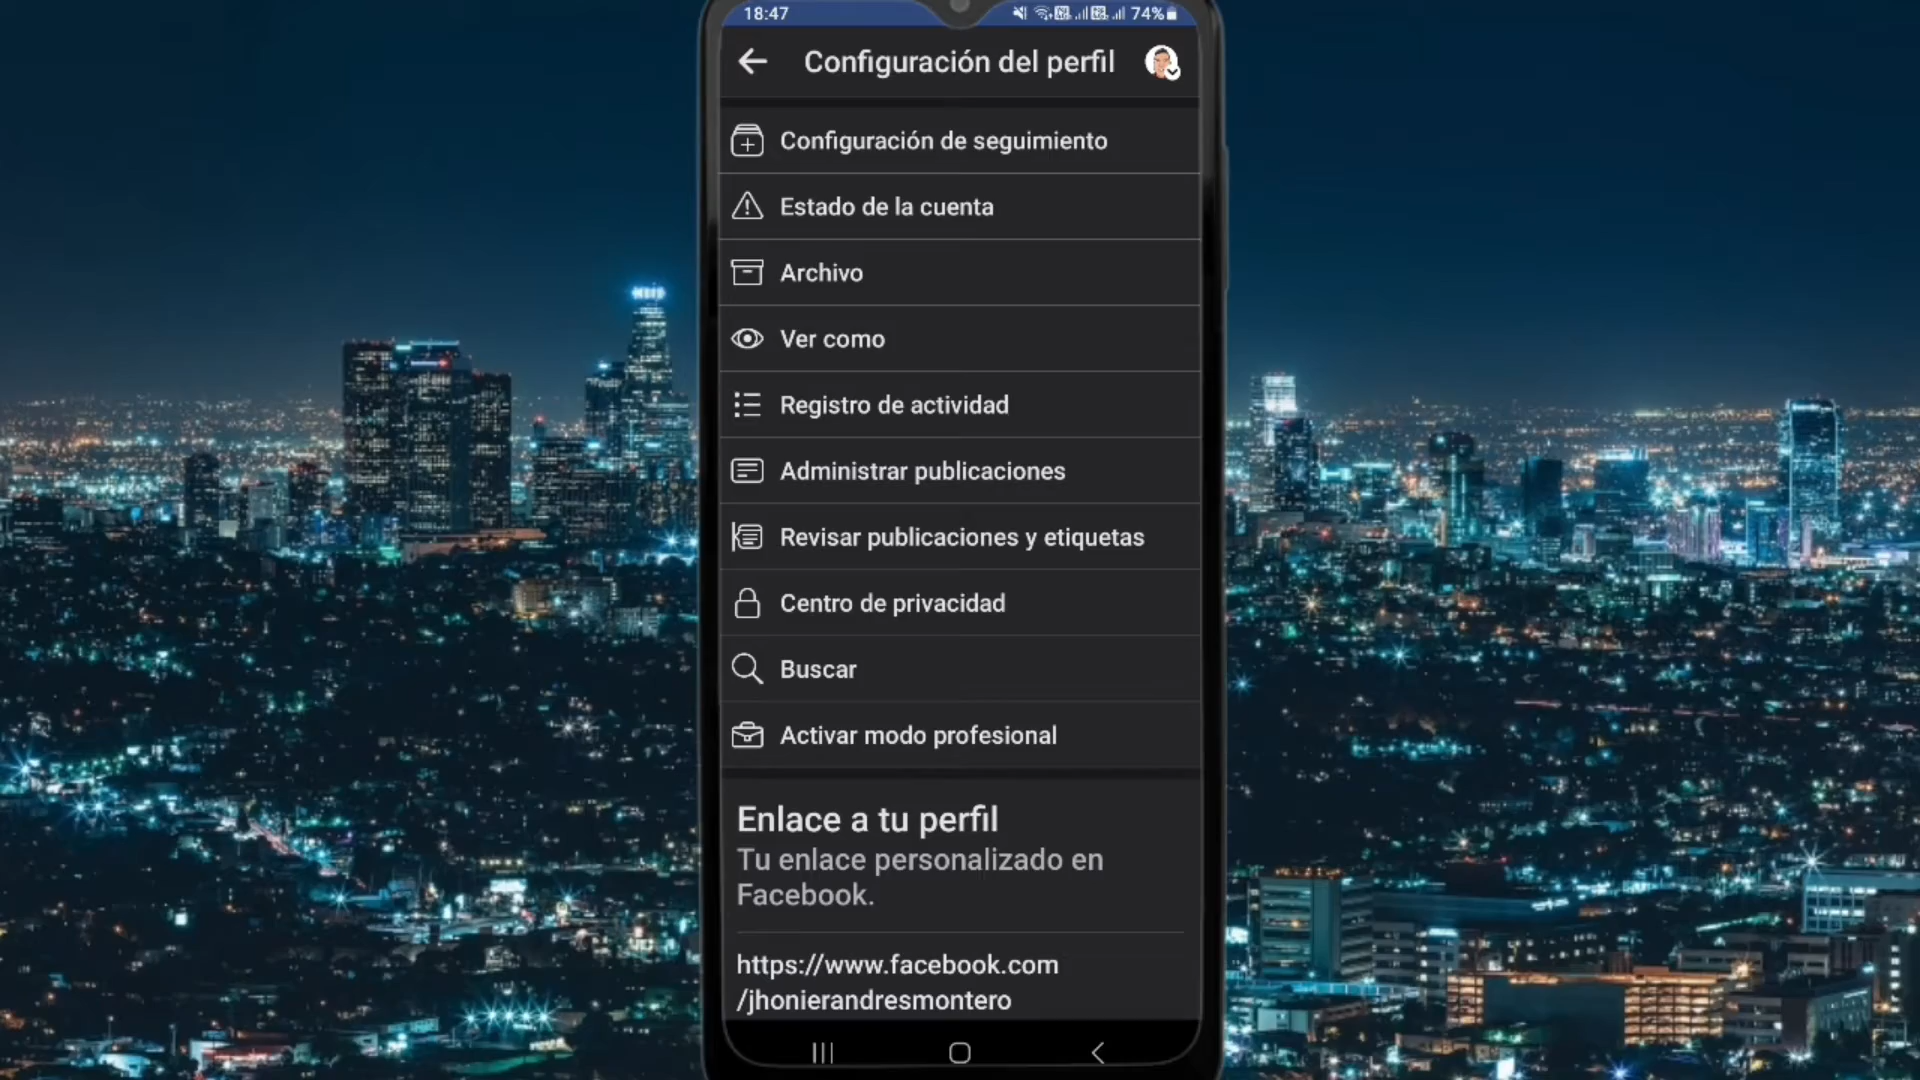 18:47
74%
Configuración del perfil
Configuración de seguimiento
Estado de la cuenta
Archivo
Ver como
Registro de actividad
Administrar publicaciones
Revisar publicaciones y etiquetas
Centro de privacidad
Buscar
Activar modo profesional
Enlace a tu perfil
Tu enlace personalizado en
Facebook.
https://www.facebook.com
/jhonierandresmontero